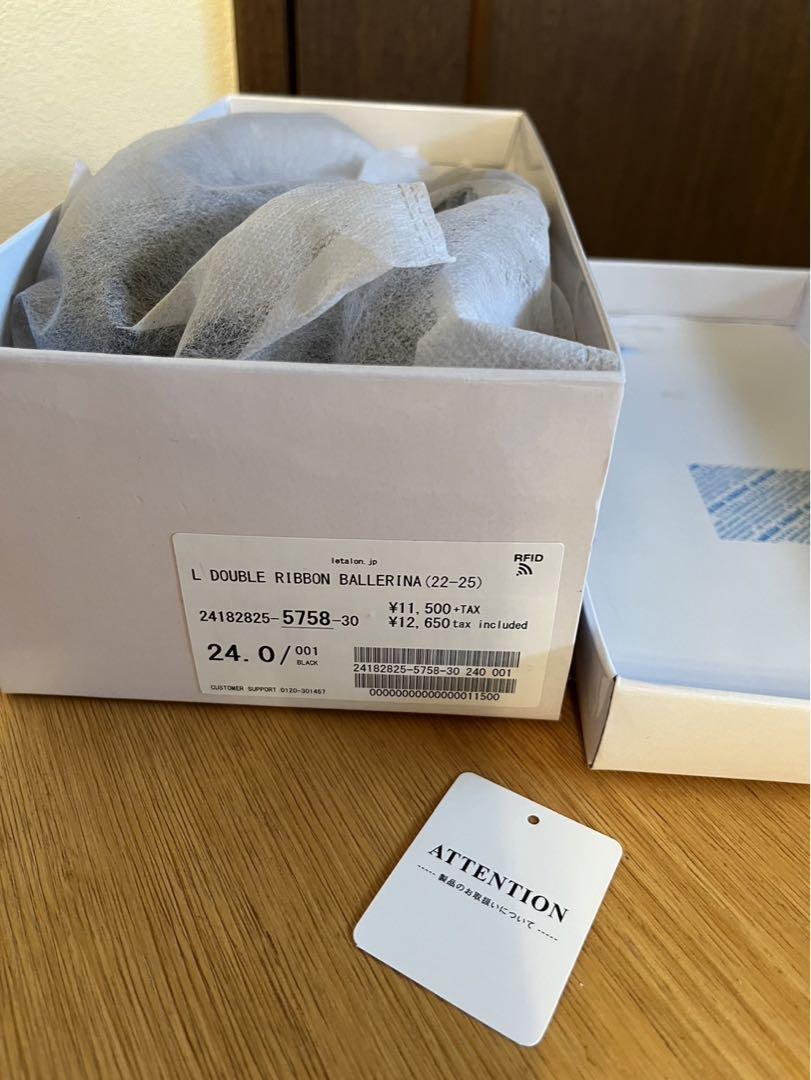 letalon.jp
RFID
L DOUBLE RIBBON BALLERINA(22-25)
24182825-5758-30
¥11,500+TAX
¥12,650 tax included
24.0/001
BLACK
24182825-5758-30 240 001
CUSTOMER SUPPORT 0120-301457
0000000000000011500
ATTENTION
----- 製品のお取扱いについて -----